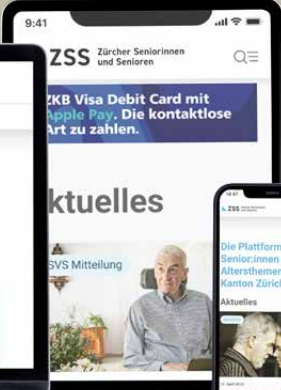 9:41
ZSS Zürcher Seniorinnen
und Senioren
ZKB Visa Debit Card mit
Apple Pay. Die kontaktlose
Art zu zahlen.
ktuelles
SVS Mitteilung
ZSS
Die Plattform
Senior:innen
Altersthemen
Kanton Züric
Aktuelles